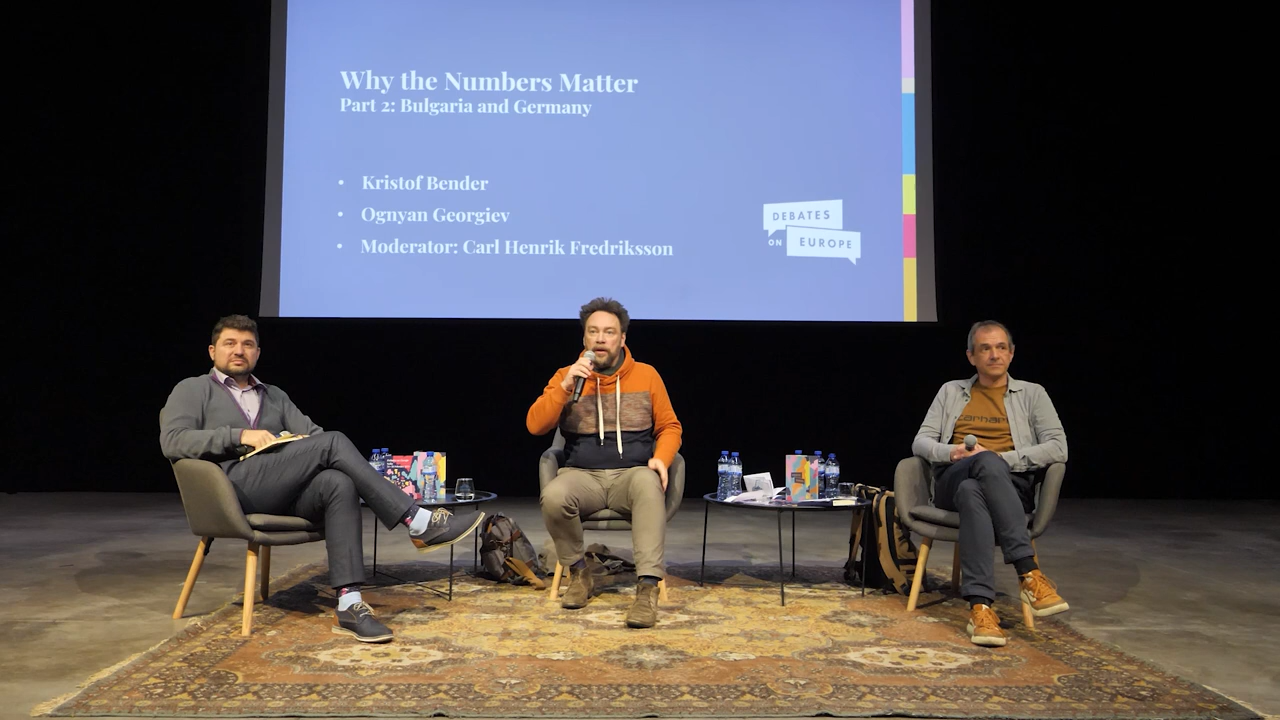 Why the Numbers Matter
Part 2: Bulgaria and Germany
• Kristof Bender
• Ognyan Georgiev
• Moderator: Carl Henrik Fredriksson
DEBATES
ON EUROPE
carhartt